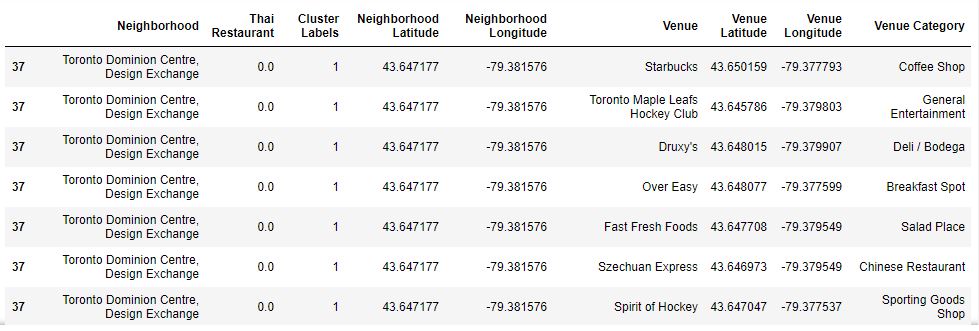 Neighborhood Thai Restaurant Cluster Labels Neighborhood Latitude Neighborhood Longitude Venue Venue Latitude Venue Longitude Venue Category
37 Toronto Dominion Centre, Design Exchange 0.0 1 43.647177 -79.381576 Starbucks 43.650159 -79.377793 Coffee Shop
37 Toronto Dominion Centre, Design Exchange 0.0 1 43.647177 -79.381576 Toronto Maple Leafs Hockey Club 43.645786 -79.379803 General Entertainment
37 Toronto Dominion Centre, Design Exchange 0.0 1 43.647177 -79.381576 Druxy's 43.648015 -79.379907 Deli / Bodega
37 Toronto Dominion Centre, Design Exchange 0.0 1 43.647177 -79.381576 Over Easy 43.648077 -79.377599 Breakfast Spot
37 Toronto Dominion Centre, Design Exchange 0.0 1 43.647177 -79.381576 Fast Fresh Foods 43.647708 -79.379549 Salad Place
37 Toronto Dominion Centre, Design Exchange 0.0 1 43.647177 -79.381576 Szechuan Express 43.646973 -79.379549 Chinese Restaurant
37 Toronto Dominion Centre, Design Exchange 0.0 1 43.647177 -79.381576 Spirit of Hockey 43.647047 -79.377537 Sporting Goods Shop